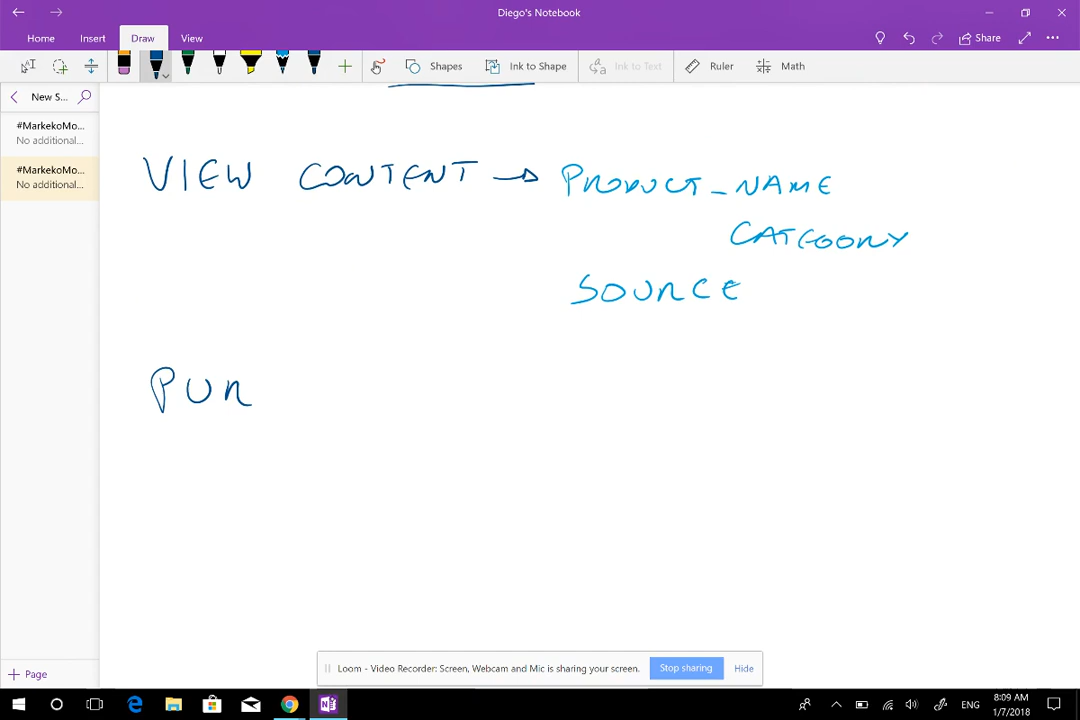 Diego's Notebook
Home Insert Draw View
Share
Shapes Ink to Shape Ink to Text Ruler Math
New S...
#MarkekoMo...
No additional...
#MarkekoMo...
No additional...
VIEW CONTENT → PRODUCT_NAME
CATEGORY
SOURCE
PUR
Loom - Video Recorder: Screen, Webcam and Mic is sharing your screen. Stop sharing Hide
+ Page
ENG
8:09 AM
1/7/2018